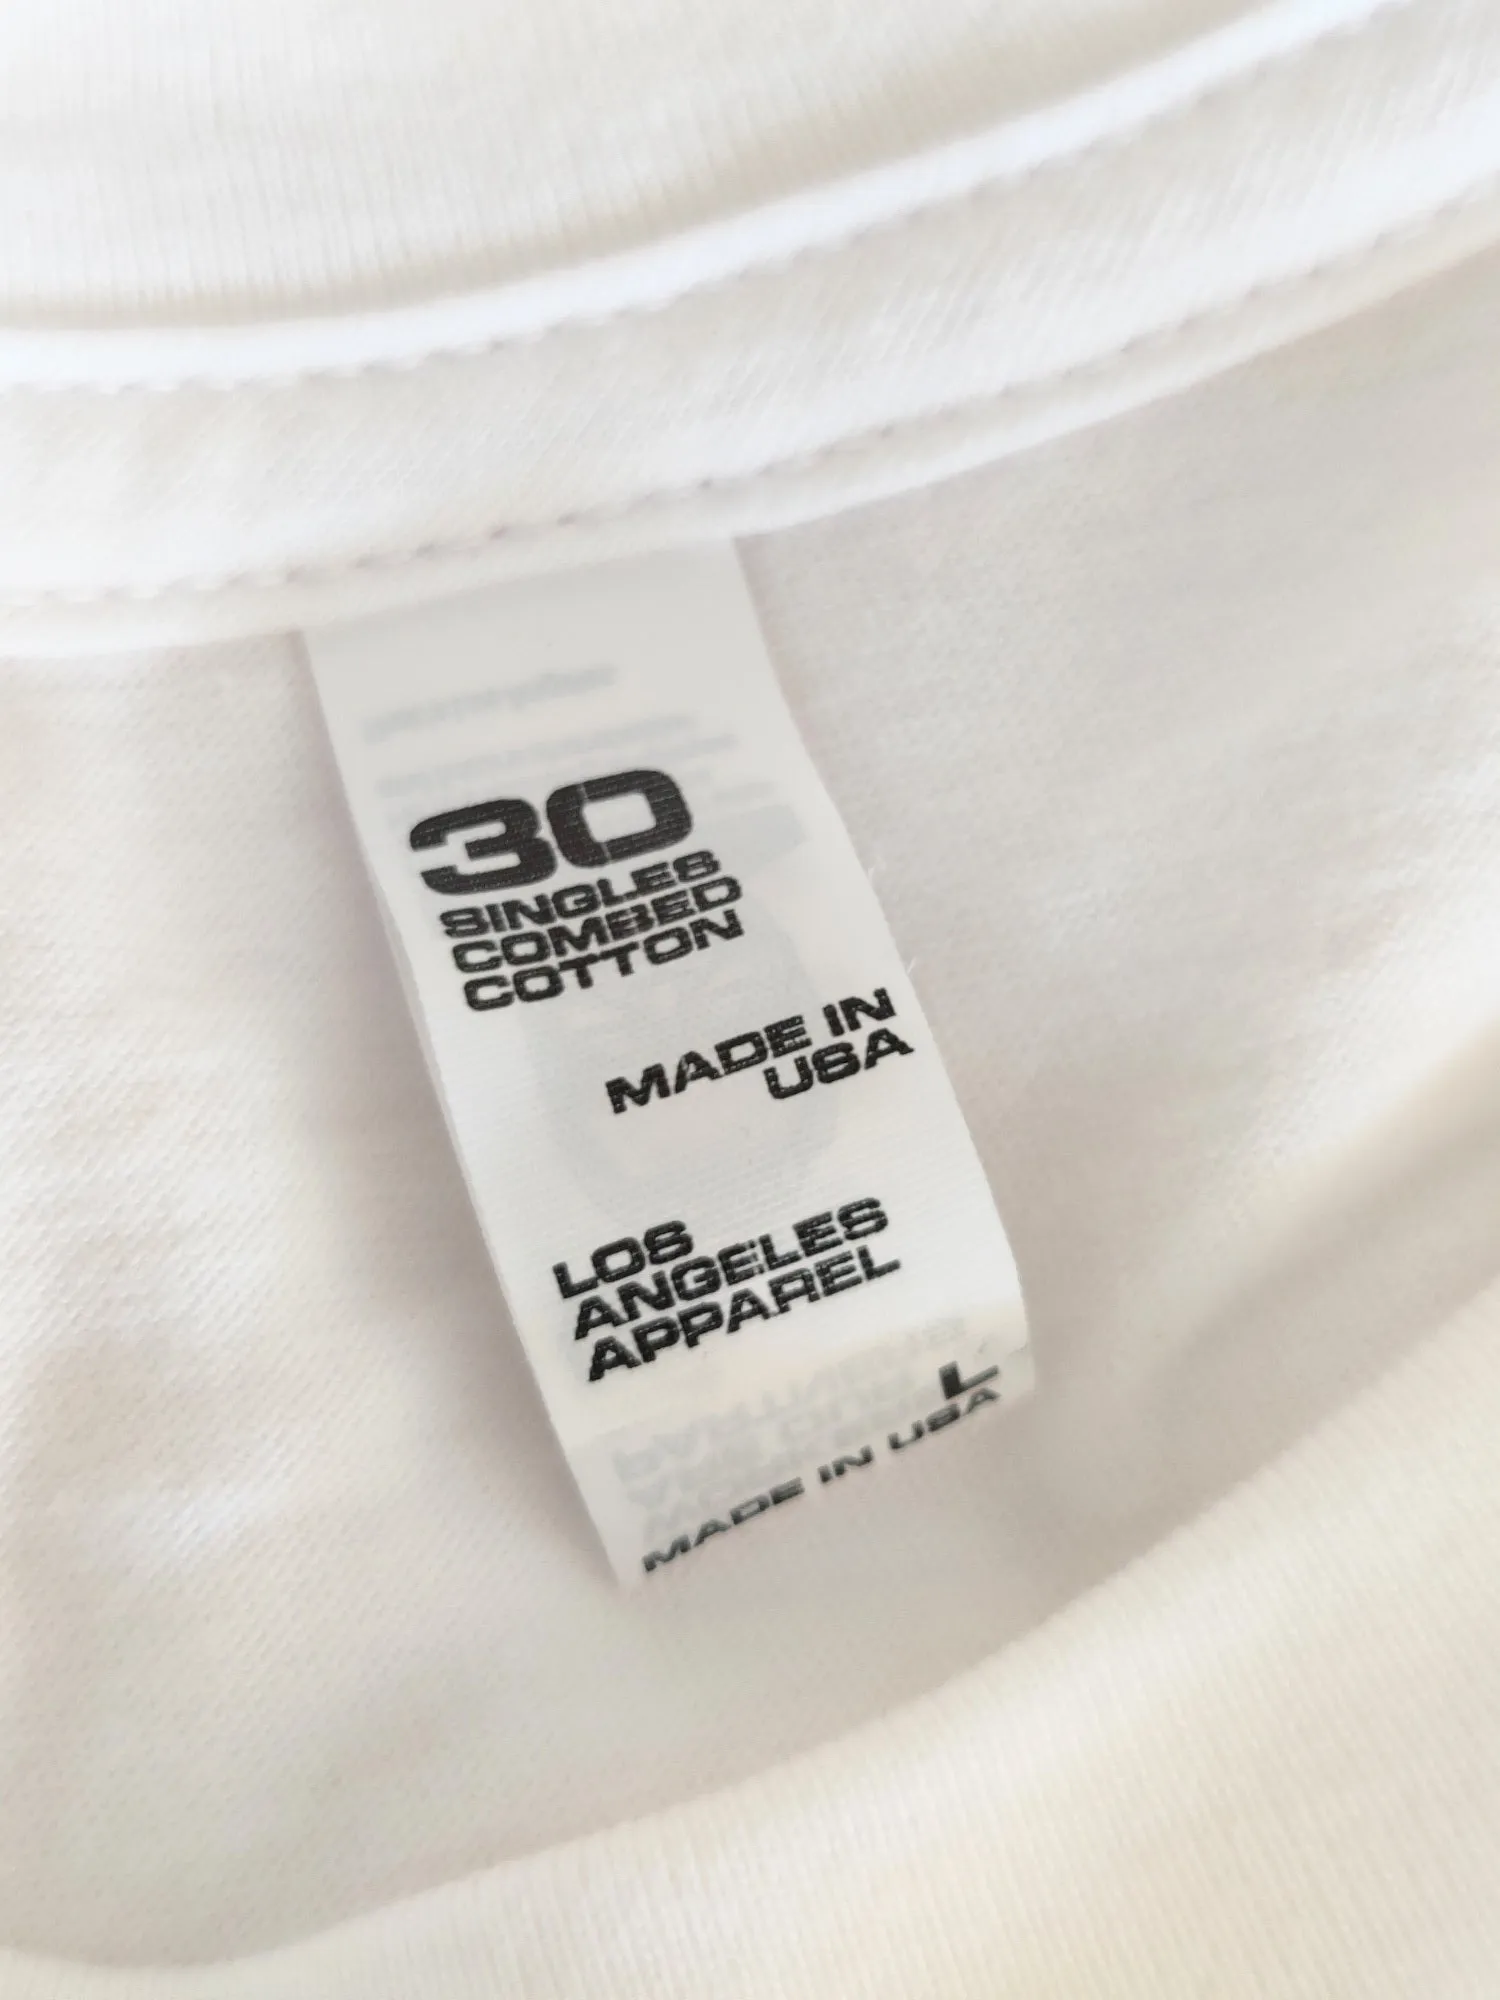 30
SINGLES
COMBED
COTTON
MADE IN
USA
LOS
ANGELES
APPAREL
L
MADE IN USA